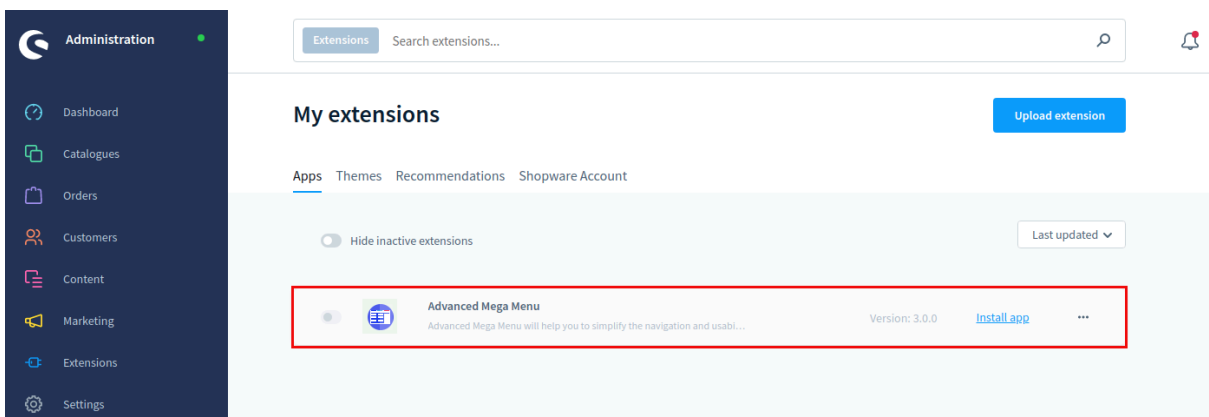 Administration
Extensions Search extensions...
Dashboard
Catalogues
Orders
Customers
Content
Marketing
Extensions
Settings
My extensions
Upload extension
Apps Themes Recommendations Shopware Account
Hide inactive extensions
Last updated
Advanced Mega Menu
Advanced Mega Menu will help you to simplify the navigation and usabi...
Version: 3.0.0
Install app